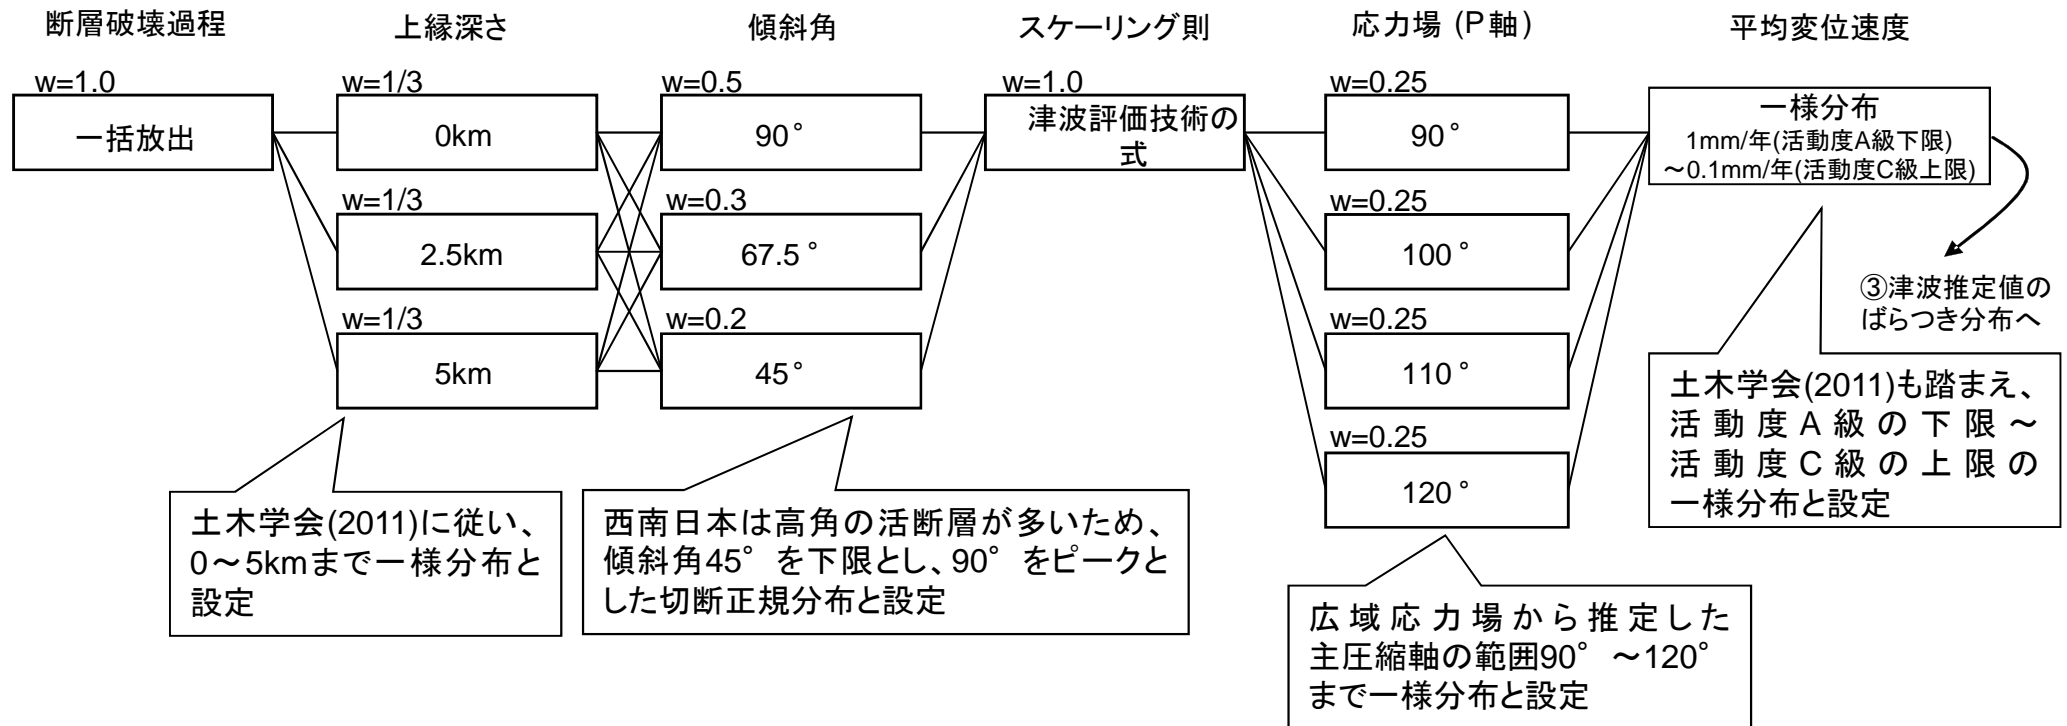 断層破壊過程
上縁深さ
傾斜角
スケーリング則
応力場 (P軸)
平均変位速度
w=1.0
一括放出
w=1/3
0km
w=1/3
2.5km
w=1/3
5km
w=0.5
90°
w=0.3
67.5°
w=0.2
45°
w=1.0
津波評価技術の
式
w=0.25
90°
w=0.25
100°
w=0.25
110°
w=0.25
120°
一様分布
1mm/年(活動度A級下限)
～0.1mm/年(活動度C級上限)
③津波推定値の
ばらつき分布へ
土木学会(2011)に従い、
0～5kmまで一様分布と
設定
西南日本は高角の活断層が多いため、
傾斜角45°を下限とし、90°をピークと
した切断正規分布と設定
広域応力場から推定した
主圧縮軸の範囲90°～120°
まで一様分布と設定
土木学会(2011)も踏まえ、
活動度A級の下限～
活動度C級の上限の
一様分布と設定